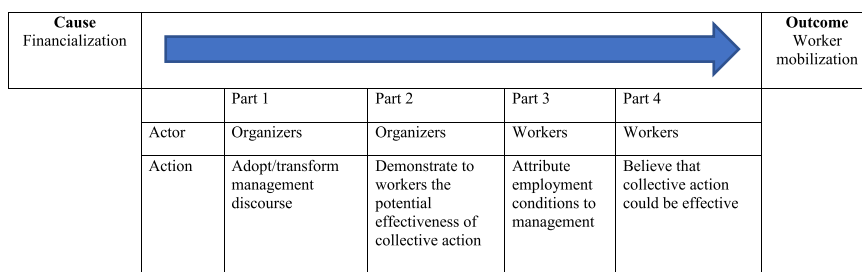 Cause
Financialization
Outcome
Worker
mobilization
Part 1
Part 2
Part 3
Part 4
Actor
Organizers
Organizers
Workers
Workers
Action
Adopt/transform
management
discourse
Demonstrate to
workers the
potential
effectiveness of
collective action
Attribute
employment
conditions to
management
Believe that
collective action
could be effective